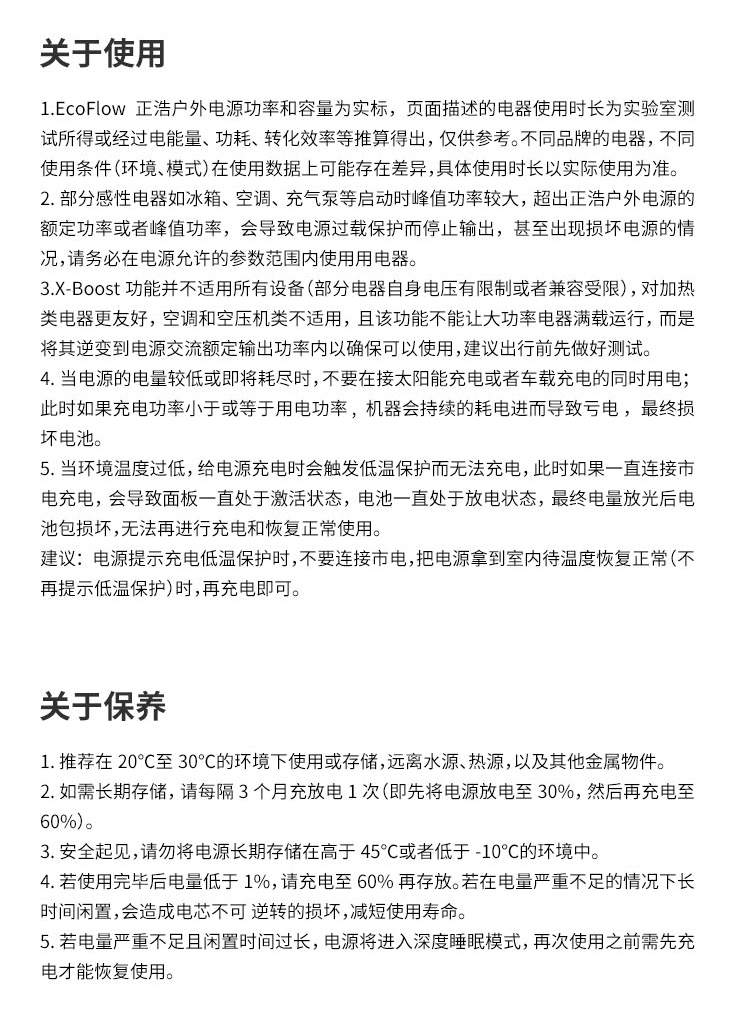 关于使用
1.EcoFlow 正浩户外电源功率和容量为实标，页面描述的电器使用时长为实验室测
试所得或经过电能量、功耗、转化效率等推算得出，仅供参考。不同品牌的电器，不同
使用条件（环境、模式）在使用数据上可能存在差异，具体使用时长以实际使用为准。
2. 部分感性电器如冰箱、空调、充气泵等启动时峰值功率较大，超出正浩户外电源的
额定功率或者峰值功率，会导致电源过载保护而停止输出，甚至出现损坏电源的情
况，请务必在电源允许的参数范围内使用用电器。
3.X-Boost 功能并不适用所有设备（部分电器自身电压有限制或者兼容受限），对加热
类电器更友好，空调和空压机类不适用，且该功能不能让大功率电器满载运行，而是
将其逆变到电源交流额定输出功率内以确保可以使用，建议出行前先做好测试。
4. 当电源的电量较低或即将耗尽时，不要在接太阳能充电或者车载充电的同时用电；
此时如果充电功率小于或等于用电功率，机器会持续的耗电进而导致亏电，最终损
坏电池。
5. 当环境温度过低，给电源充电时会触发低温保护而无法充电，此时如果一直连接市
电充电，会导致面板一直处于激活状态，电池一直处于放电状态，最终电量放光后电
池包损坏，无法再进行充电和恢复正常使用。
建议：电源提示充电低温保护时，不要连接市电，把电源拿到室内待温度恢复正常（不
再提示低温保护）时，再充电即可。
关于保养
1. 推荐在 20℃至 30℃的环境下使用或存储，远离水源、热源，以及其他金属物件。
2. 如需长期存储，请每隔 3 个月充放电 1 次（即先将电源放电至 30%，然后再充电至
60%）。
3. 安全起见，请勿将电源长期存储在高于 45℃或者低于 -10℃的环境中。
4. 若使用完毕后电量低于 1%，请充电至 60% 再存放。若在电量严重不足的情况下长
时间闲置，会造成电芯不可 逆转的损坏，减短使用寿命。
5. 若电量严重不足且闲置时间过长，电源将进入深度睡眠模式，再次使用之前需先充
电才能恢复使用。